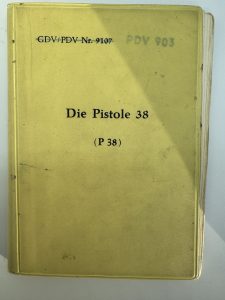 GDV/PDV Nr. 9107 PDV 903
Die Pistole 38
(P 38)